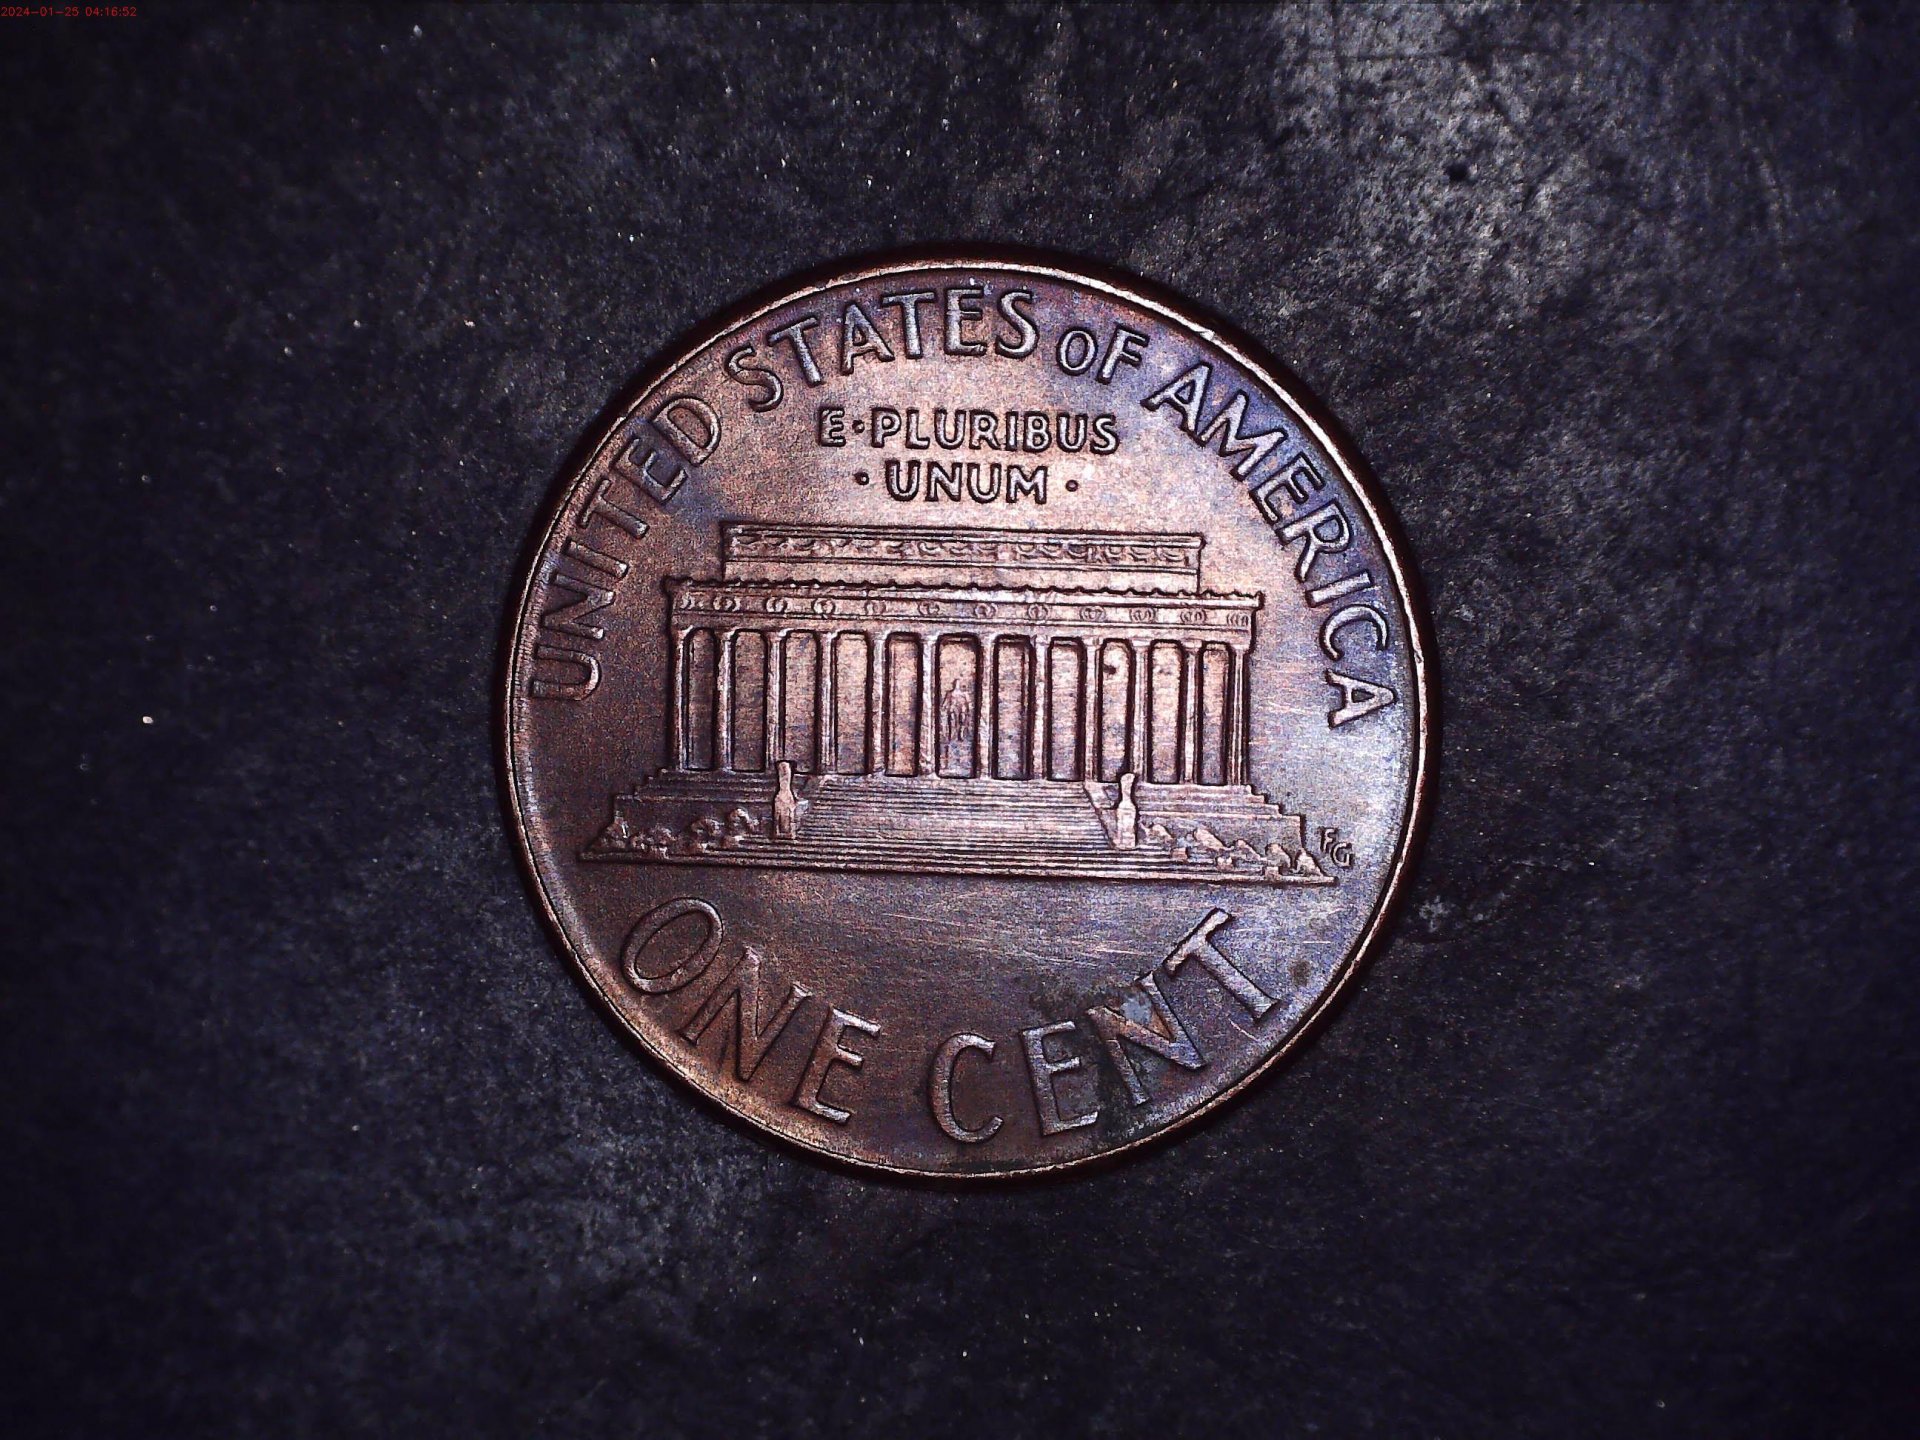 2024-01-25 04:16:52
UNITED STATES OF AMERICA
E·PLURIBUS
·UNUM·
FG
ONE CENT